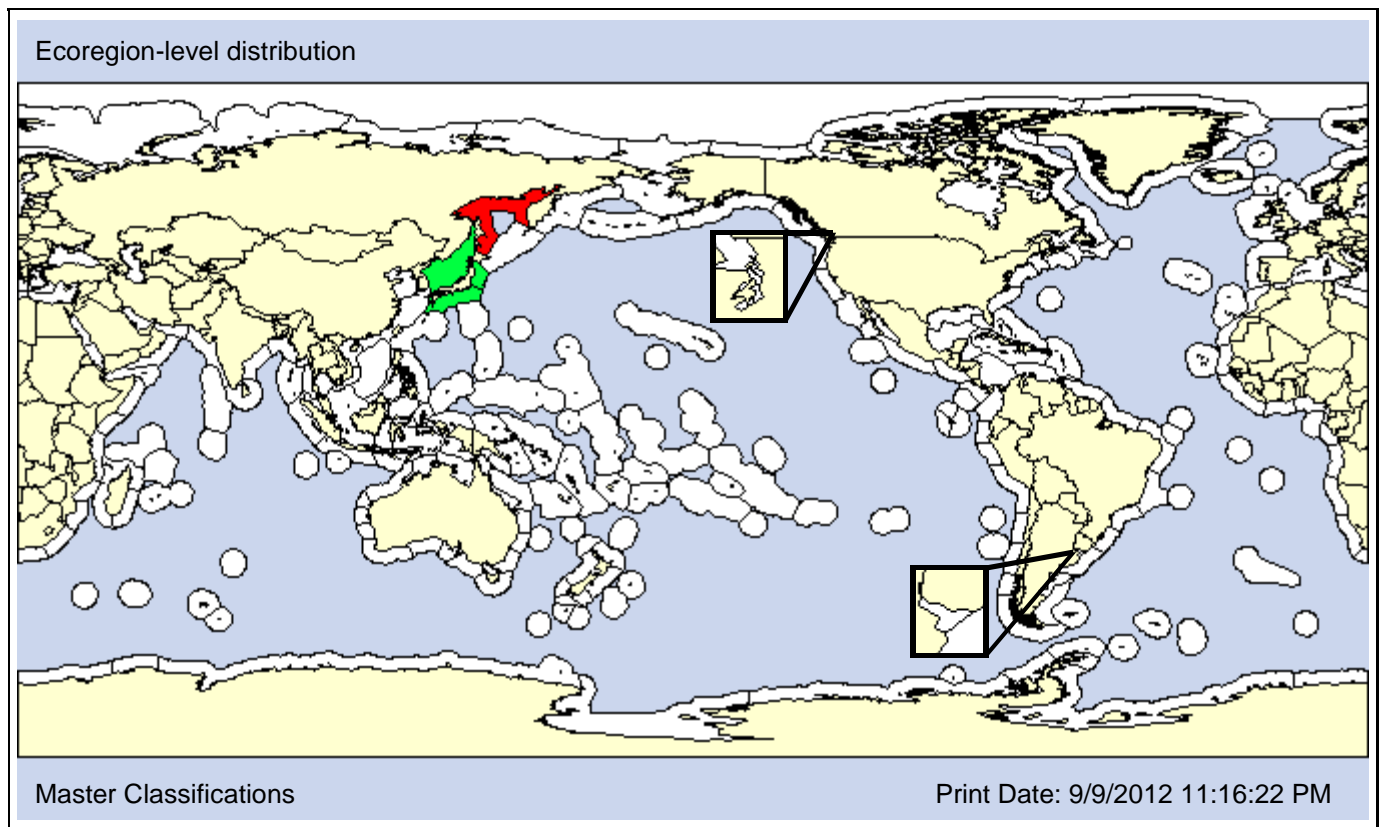 Ecoregion-level distribution
Master Classifications
Print Date: 9/9/2012 11:16:22 PM